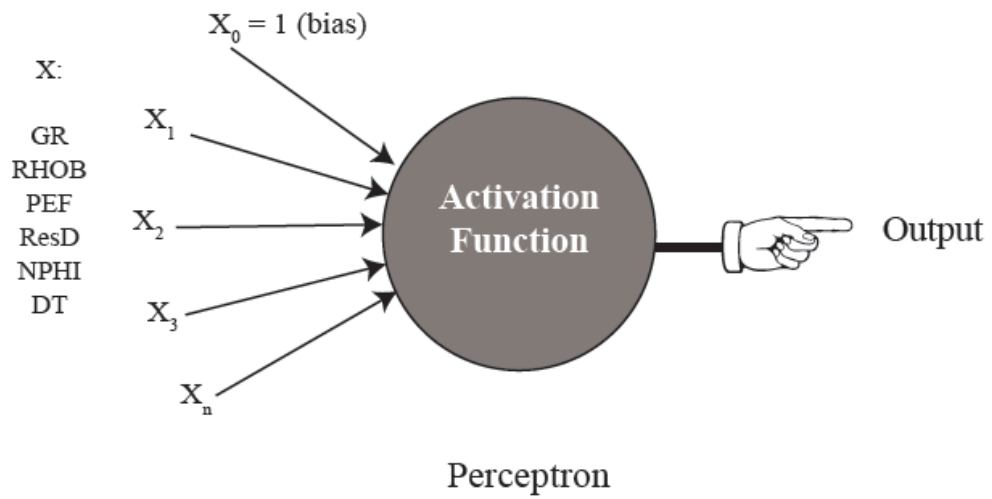 X₀ = 1 (bias)
X:
GR
RHOB
PEF
ResD
NPHI
DT
X₁
X₂
X₃
Xₙ
Activation
Function
Output
Perceptron